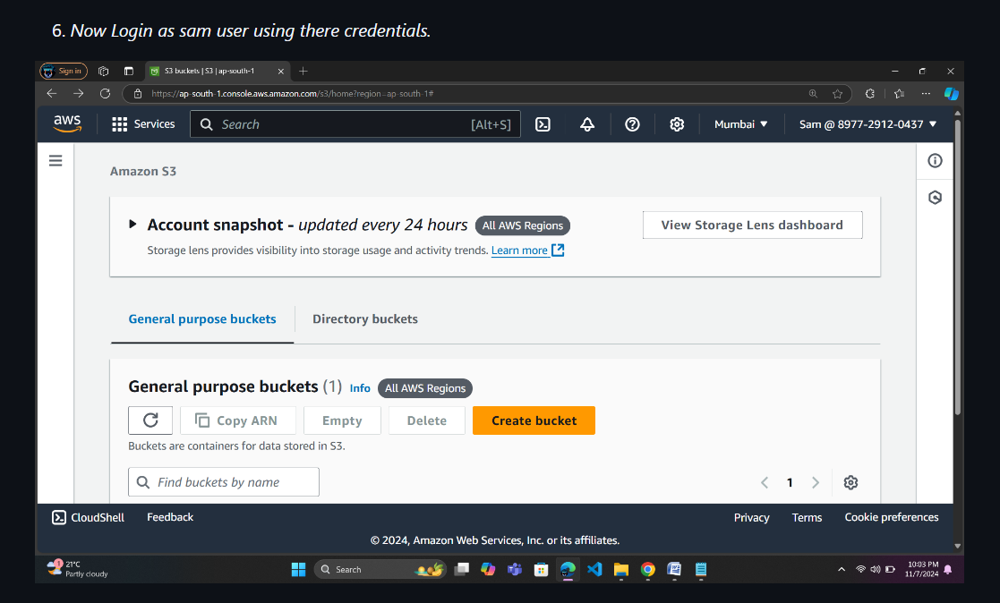 6. Now Login as sam user using there credentials.
Sign in
S3 buckets | S3 | ap-south-1
https://ap-south-1.console.aws.amazon.com/s3/home?region=ap-south-1#
aws
Services
Search
[Alt+S]
Mumbai
Sam @ 8977-2912-0437
Amazon S3
Account snapshot - updated every 24 hours
All AWS Regions
View Storage Lens dashboard
Storage lens provides visibility into storage usage and activity trends. Learn more
General purpose buckets
Directory buckets
General purpose buckets (1)
Info
All AWS Regions
Copy ARN
Empty
Delete
Create bucket
Buckets are containers for data stored in S3.
Find buckets by name
1
CloudShell
Feedback
Privacy
Terms
Cookie preferences
© 2024, Amazon Web Services, Inc. or its affiliates.
1
21°C
Partly cloudy
Search
10:03 PM
11/7/2024